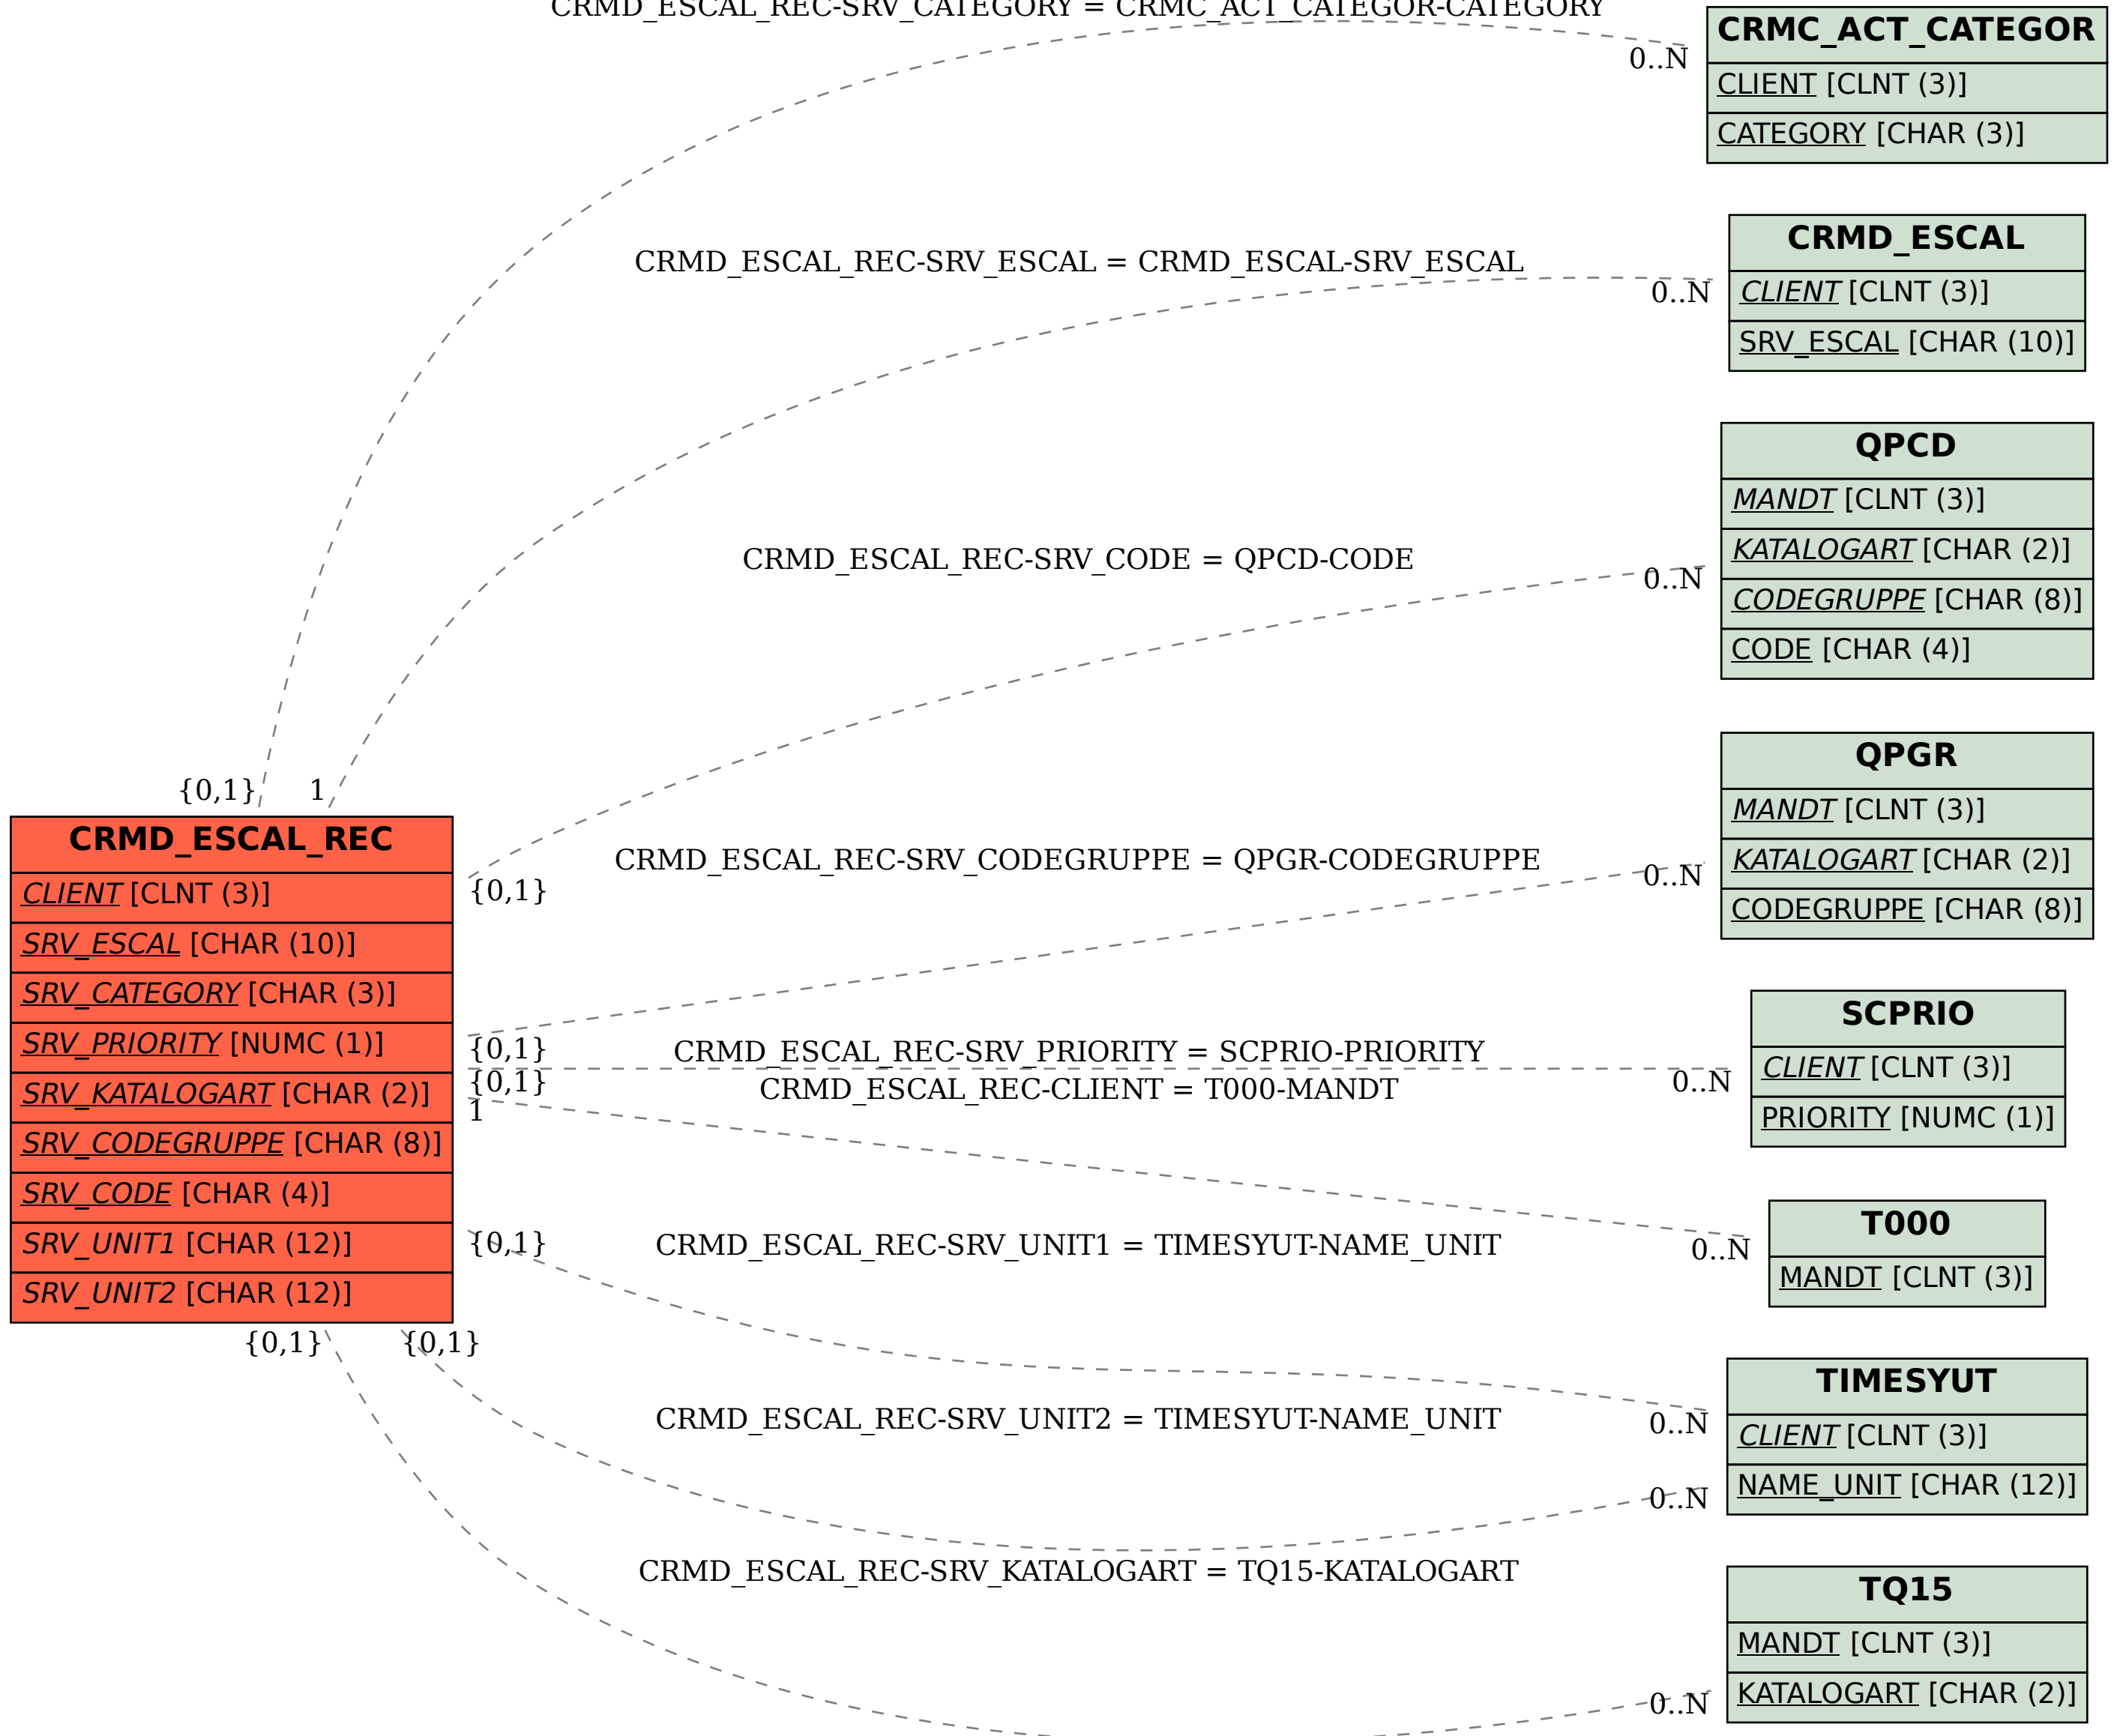 CRMD_ESCAL_REC-SRV_CATEGORY = CRMC_ACT_CATEGOR-CATEGORY
CRMC_ACT_CATEGOR
0..N
CLIENT [CLNT (3)]
CATEGORY [CHAR (3)]
CRMD_ESCAL
CRMD_ESCAL_REC-SRV_ESCAL = CRMD_ESCAL-SRV_ESCAL
0..N
CLIENT [CLNT (3)]
SRV_ESCAL [CHAR (10)]
QPCD
MANDT [CLNT (3)]
CRMD_ESCAL_REC-SRV_CODE = QPCD-CODE
0..N
KATALOGART [CHAR (2)]
CODEGRUPPE [CHAR (8)]
CODE [CHAR (4)]
QPGR
MANDT [CLNT (3)]
CRMD_ESCAL_REC-SRV_CODEGRUPPE = QPGR-CODEGRUPPE
0..N
KATALOGART [CHAR (2)]
CODEGRUPPE [CHAR (8)]
{0,1}
1
CRMD_ESCAL_REC
CLIENT [CLNT (3)]
{0,1}
SRV_ESCAL [CHAR (10)]
SRV_CATEGORY [CHAR (3)]
SRV_PRIORITY [NUMC (1)]
{0,1}
SRV_KATALOGART [CHAR (2)]
{0,1}
1
SRV_CODEGRUPPE [CHAR (8)]
SRV_CODE [CHAR (4)]
SRV_UNIT1 [CHAR (12)]
{0,1}
SRV_UNIT2 [CHAR (12)]
{0,1}
{0,1}
SCPRIO
CRMD_ESCAL_REC-SRV_PRIORITY = SCPRIO-PRIORITY
0..N
CLIENT [CLNT (3)]
PRIORITY [NUMC (1)]
CRMD_ESCAL_REC-CLIENT = T000-MANDT
0..N
T000
MANDT [CLNT (3)]
CRMD_ESCAL_REC-SRV_UNIT1 = TIMESYUT-NAME_UNIT
TIMESYUT
0..N
CLIENT [CLNT (3)]
CRMD_ESCAL_REC-SRV_UNIT2 = TIMESYUT-NAME_UNIT
0..N
NAME_UNIT [CHAR (12)]
CRMD_ESCAL_REC-SRV_KATALOGART = TQ15-KATALOGART
TQ15
MANDT [CLNT (3)]
0..N
KATALOGART [CHAR (2)]